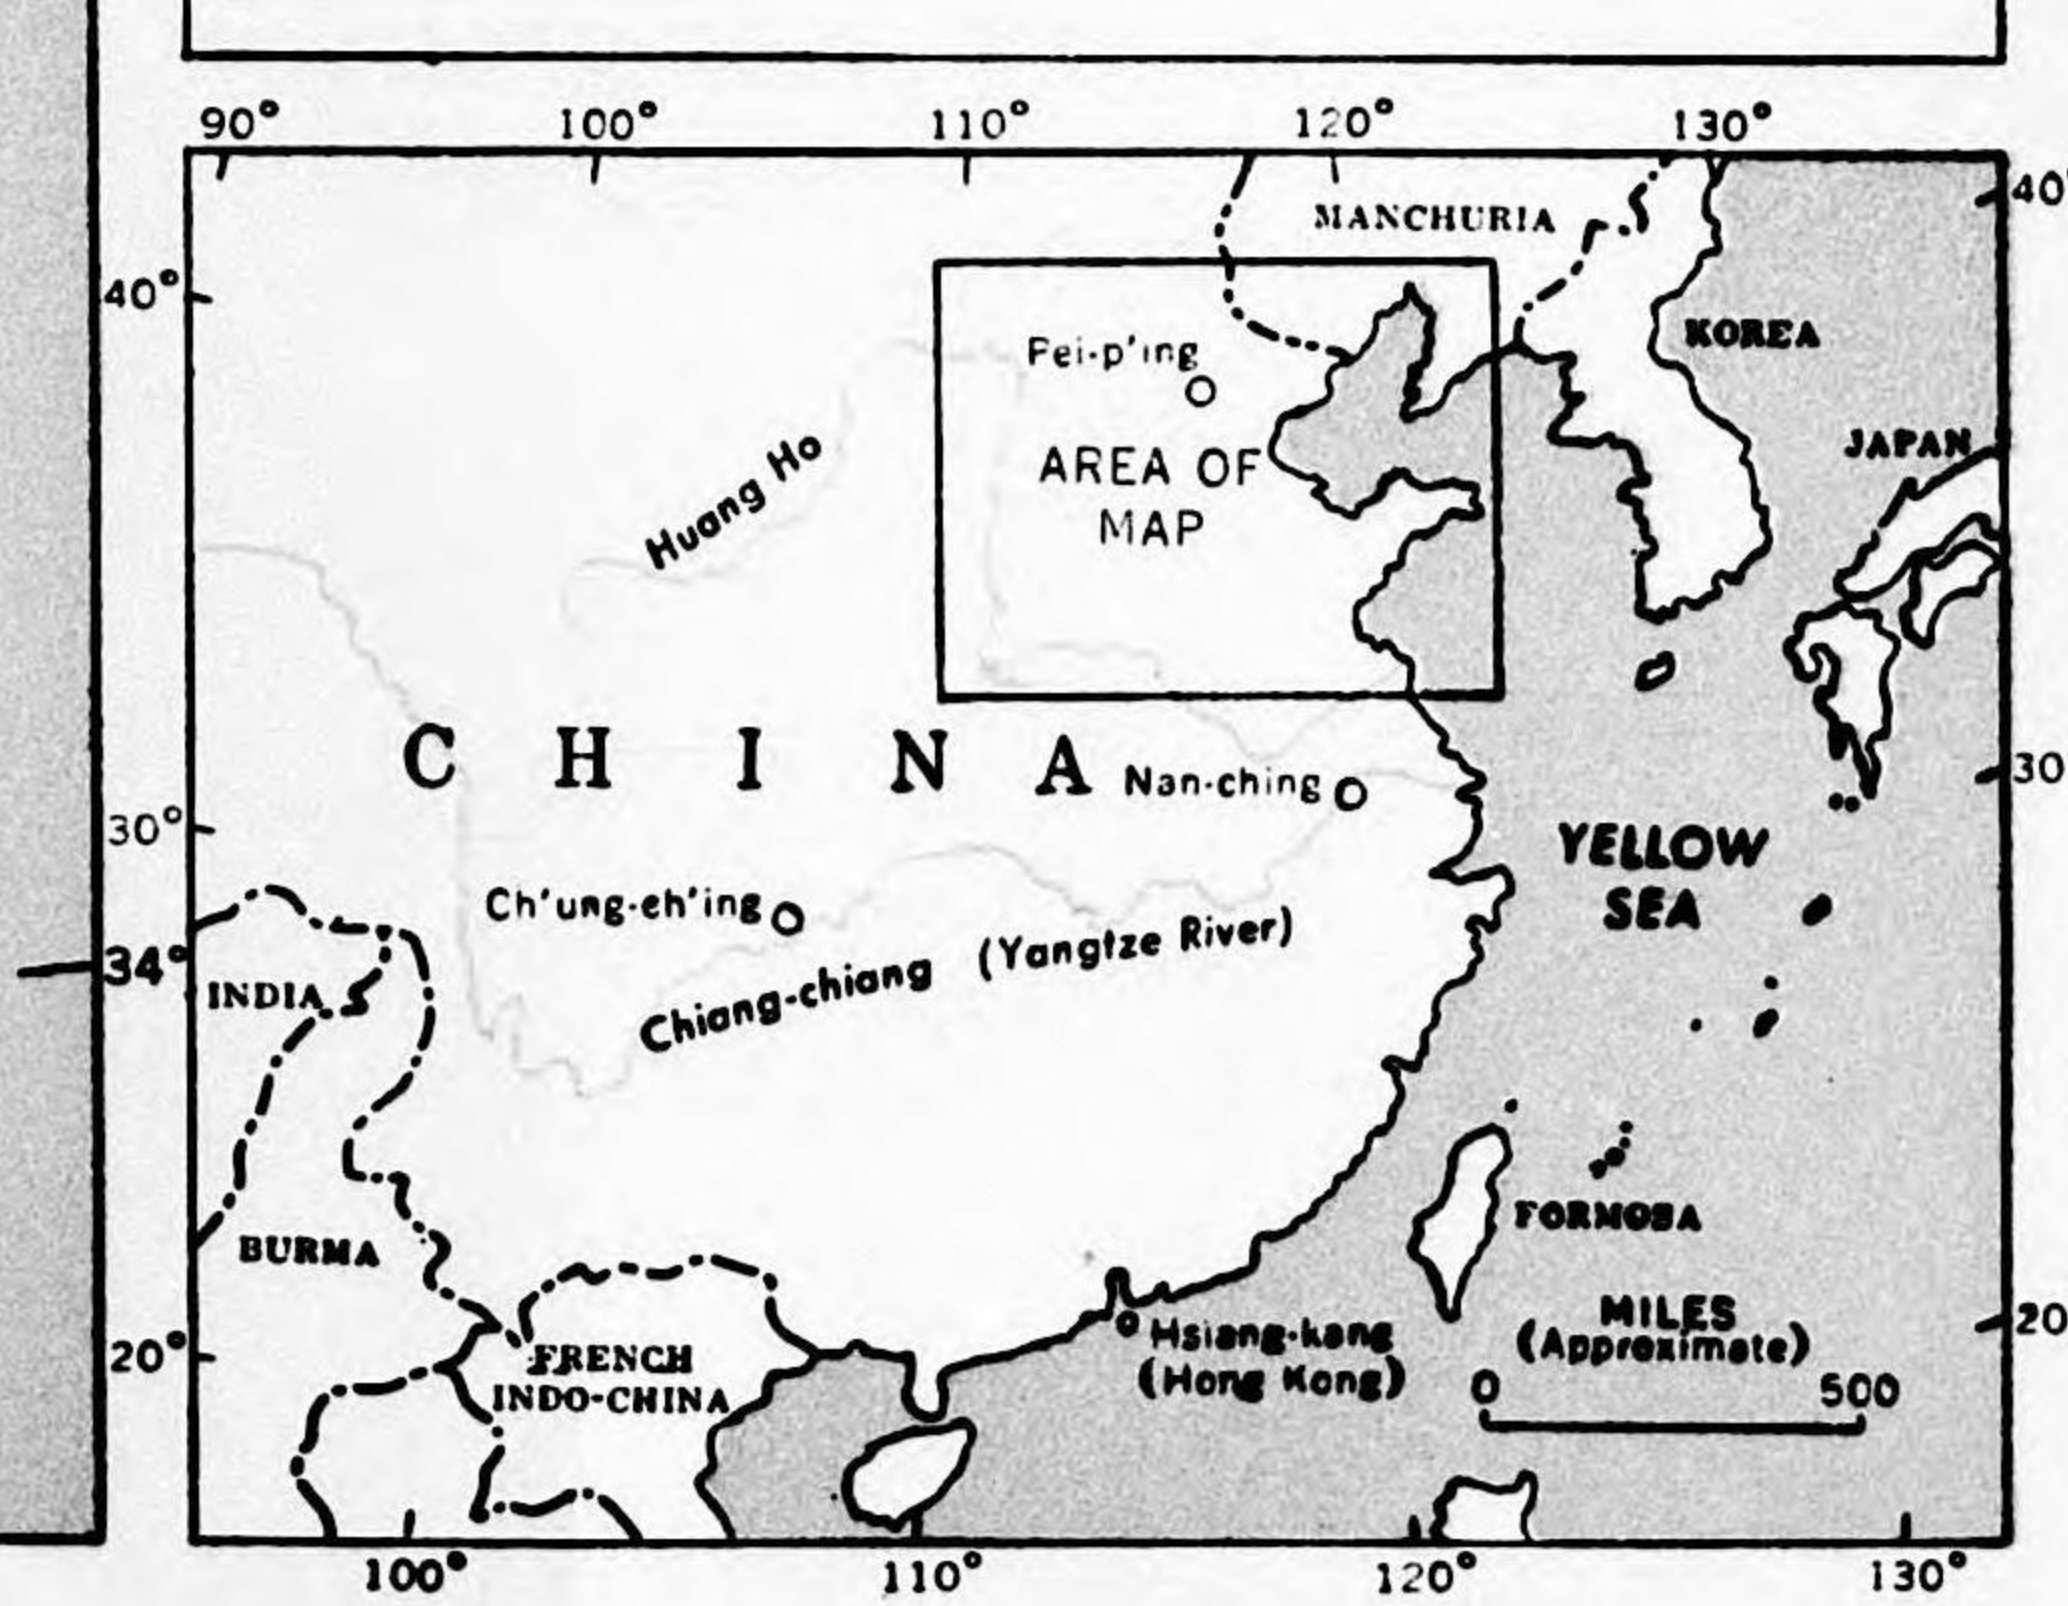 90° 100° 110° 120° 130°
40°
MANCHURIA
40°
KOREA
Pei-p'ing
JAPAN
Huang Ho
AREA OF
MAP
C H I N A
Nan-ching
30°
30°
YELLOW
SEA
Ch'ung-eh'ing
Chiang-chiang (Yangtze River)
34°
INDIA
FORMOSA
BURMA
MILES
(Approximate)
0 500
Hsiang-kang
(Hong Kong)
20°
20°
FRENCH
INDO-CHINA
100° 110° 120° 130°